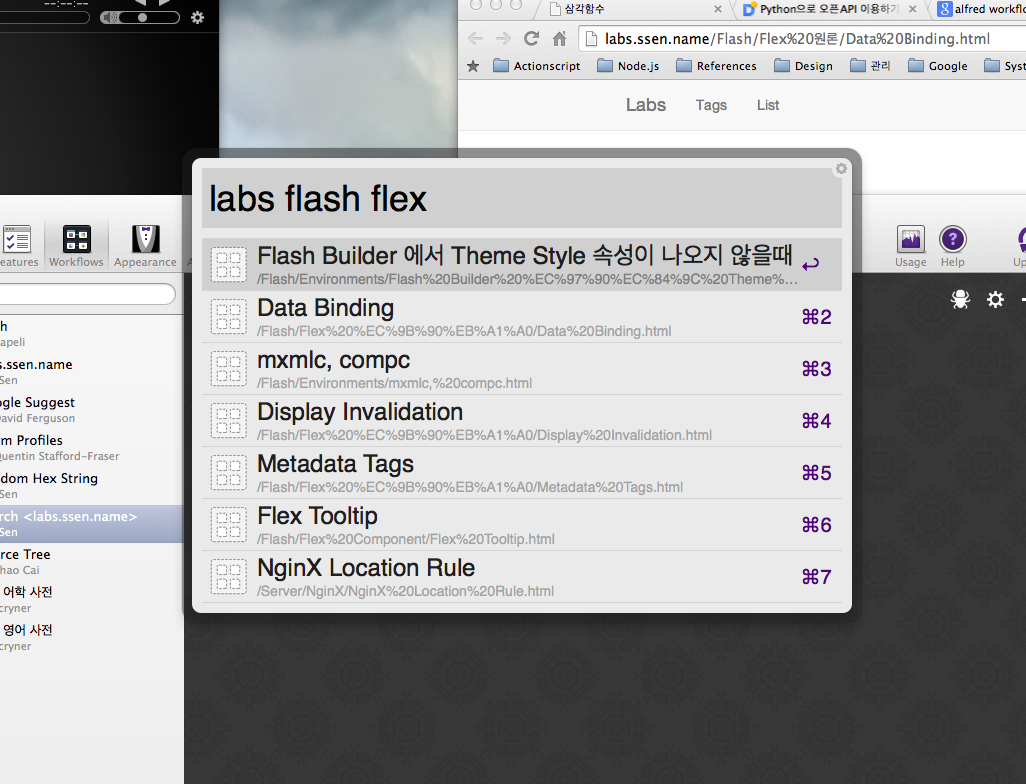 --:--:--
삼각함수
Python으로 오픈API 이용하기
alfred workflo
labs.ssen.name/Flash/Flex%20원론/Data%20Binding.html
Actionscript
Node.js
References
Design
관리
Google
Syst
Labs
Tags
List
labs flash flex
Flash Builder 에서 Theme Style 속성이 나오지 않을때
/Flash/Environments/Flash%20Builder%20%EC%97%90%EC%84%9C%20Theme%...
Data Binding
/Flash/Flex%20%EC%9B%90%EB%A1%A0/Data%20Binding.html
⌘2
mxmlc, compc
/Flash/Environments/mxmlc,%20compc.html
⌘3
Display Invalidation
/Flash/Flex%20%EC%9B%90%EB%A1%A0/Display%20Invalidation.html
⌘4
Metadata Tags
/Flash/Flex%20%EC%9B%90%EB%A1%A0/Metadata%20Tags.html
⌘5
Flex Tooltip
/Flash/Flex%20Component/Flex%20Tooltip.html
⌘6
NginX Location Rule
/Server/NginX/NginX%20Location%20Rule.html
⌘7
eatures
Workflows
Appearance
A
Usage
Help
Up
h
apeli
s.ssen.name
Sen
ogle Suggest
David Ferguson
rm Profiles
Quentin Stafford-Fraser
dom Hex String
Sen
rch <labs.ssen.name>
Sen
rce Tree
hao Cai
어학 사전
cryner
영어 사전
cryner